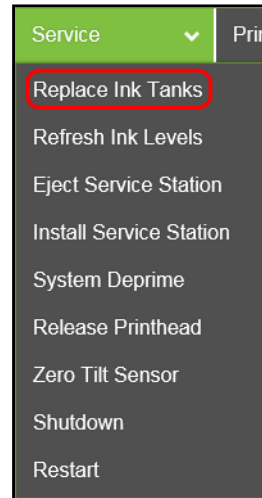 Service
Replace Ink Tanks
Refresh Ink Levels
Eject Service Station
Install Service Station
System Deprime
Release Printhead
Zero Tilt Sensor
Shutdown
Restart